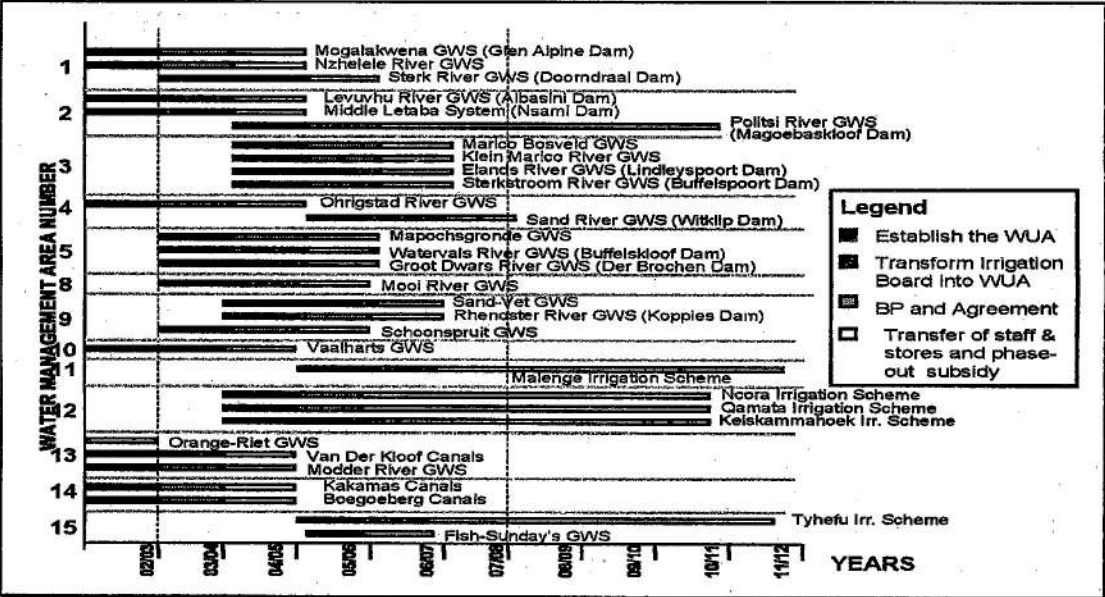 WATER MANAGEMENT AREA NUMBER
1
Mogalakwena GWS (Glen Alpine Dam)
Nzhelele River GWS
Sterk River GWS (Doorndraal Dam)
2
Levuvhu River GWS (Albasini Dam)
Middle Letaba System (Nsami Dam)
Politsi River GWS
(Magoebaskloof Dam)
3
Marico Bosveld GWS
Klein Marico River GWS
Elands River GWS (Lindleyspoort Dam)
Sterkstroom River GWS (Buffelspoort Dam)
4
Ohrigstad River GWS
Sand River GWS (Witklip Dam)
5
Mapochsgronde GWS
Watervals River GWS (Buffelskloof Dam)
Groot Dwars River GWS (Der Brochen Dam)
8
Mooi River GWS
9
Sand-Vet GWS
Rhenoster River GWS (Koppies Dam)
Schoonspruit GWS
10
Vaalharts GWS
11
Malenge Irrigation Scheme
12
Ncora Irrigation Scheme
Qamata Irrigation Scheme
Keiskammahoek Irr. Scheme
13
Orange-Riet GWS
Van Der Kloof Canals
Modder River GWS
14
Kakamas Canals
Boegoeberg Canals
15
Tyhefu Irr. Scheme
Fish-Sunday's GWS
02/03
03/04
04/05
05/06
06/07
07/08
08/09
09/10
10/11
11/12
YEARS
Legend
Establish the WUA
Transform Irrigation
Board into WUA
BP and Agreement
Transfer of staff &
stores and phase-
out subsidy